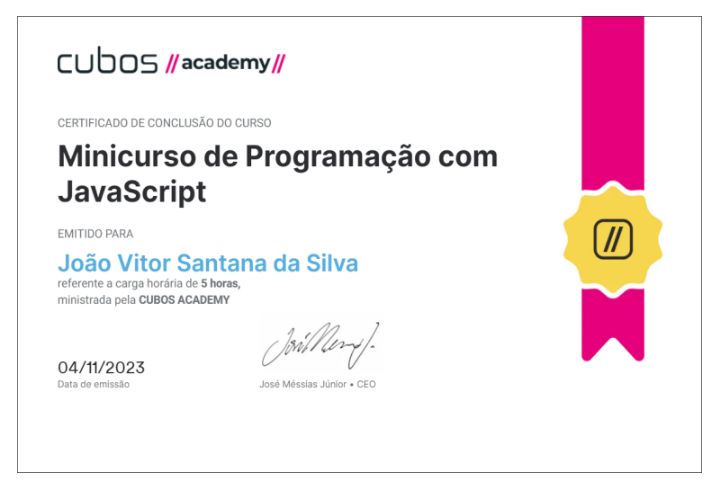 cubos //academy//
CERTIFICADO DE CONCLUSÃO DO CURSO
Minicurso de Programação com
JavaScript
EMITIDO PARA
João Vitor Santana da Silva
referente a carga horária de 5 horas,
ministrada pela CUBOS ACADEMY
//
04/11/2023
Data de emissão
José Méssias Júnior • CEO